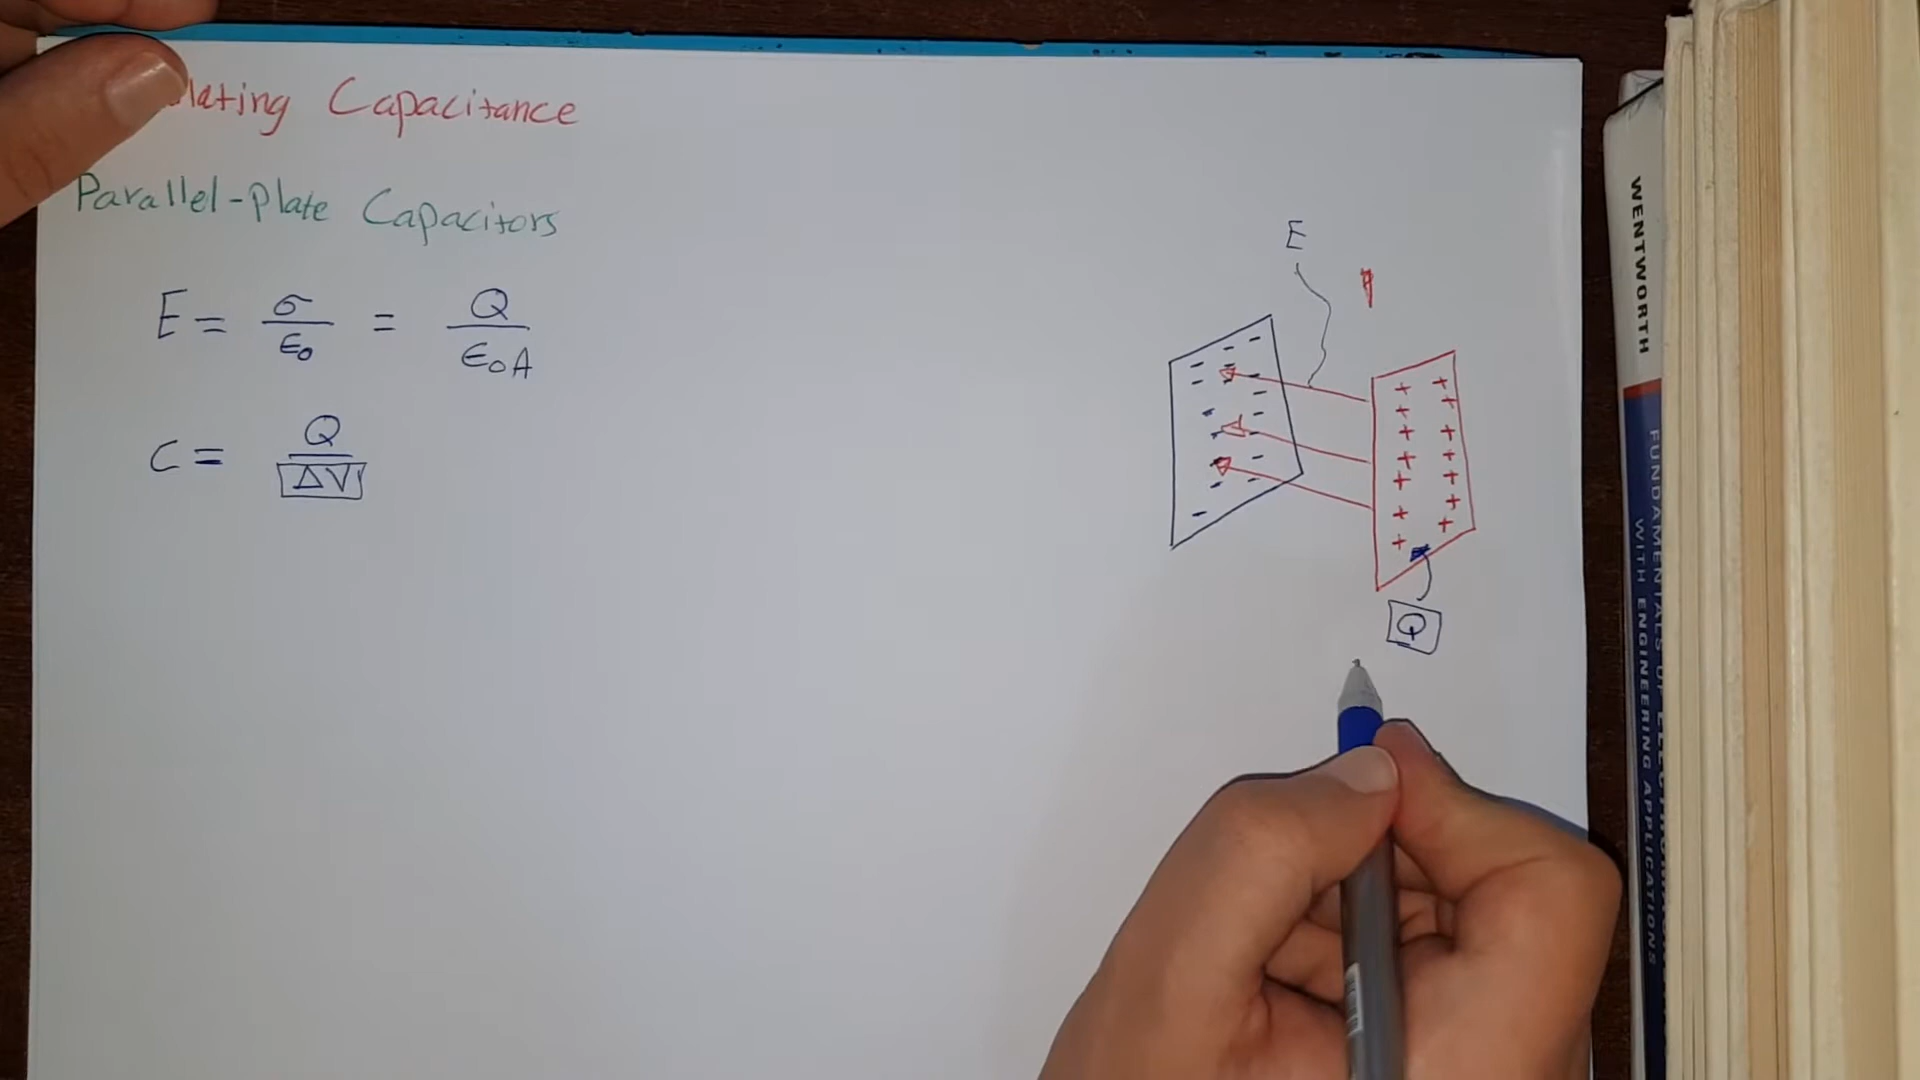 lating Capacitance
Parallel-Plate Capacitors
E = σ/ϵ₀ = Q/ϵ₀A
C = Q/ΔV
E
- - - - - - - - - - - - - - - -
+ + + + + + + + + + + + + +
Q
WENTWORTH
FUNDAMENTALS OF
WITH ENGINEERING APPLICATIONS